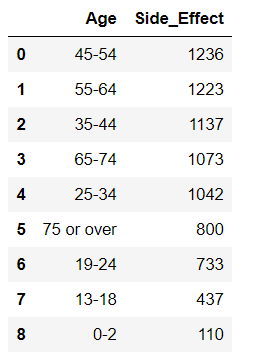 Age Side_Effect
0 45-54 1236
1 55-64 1223
2 35-44 1137
3 65-74 1073
4 25-34 1042
5 75 or over 800
6 19-24 733
7 13-18 437
8 0-2 110